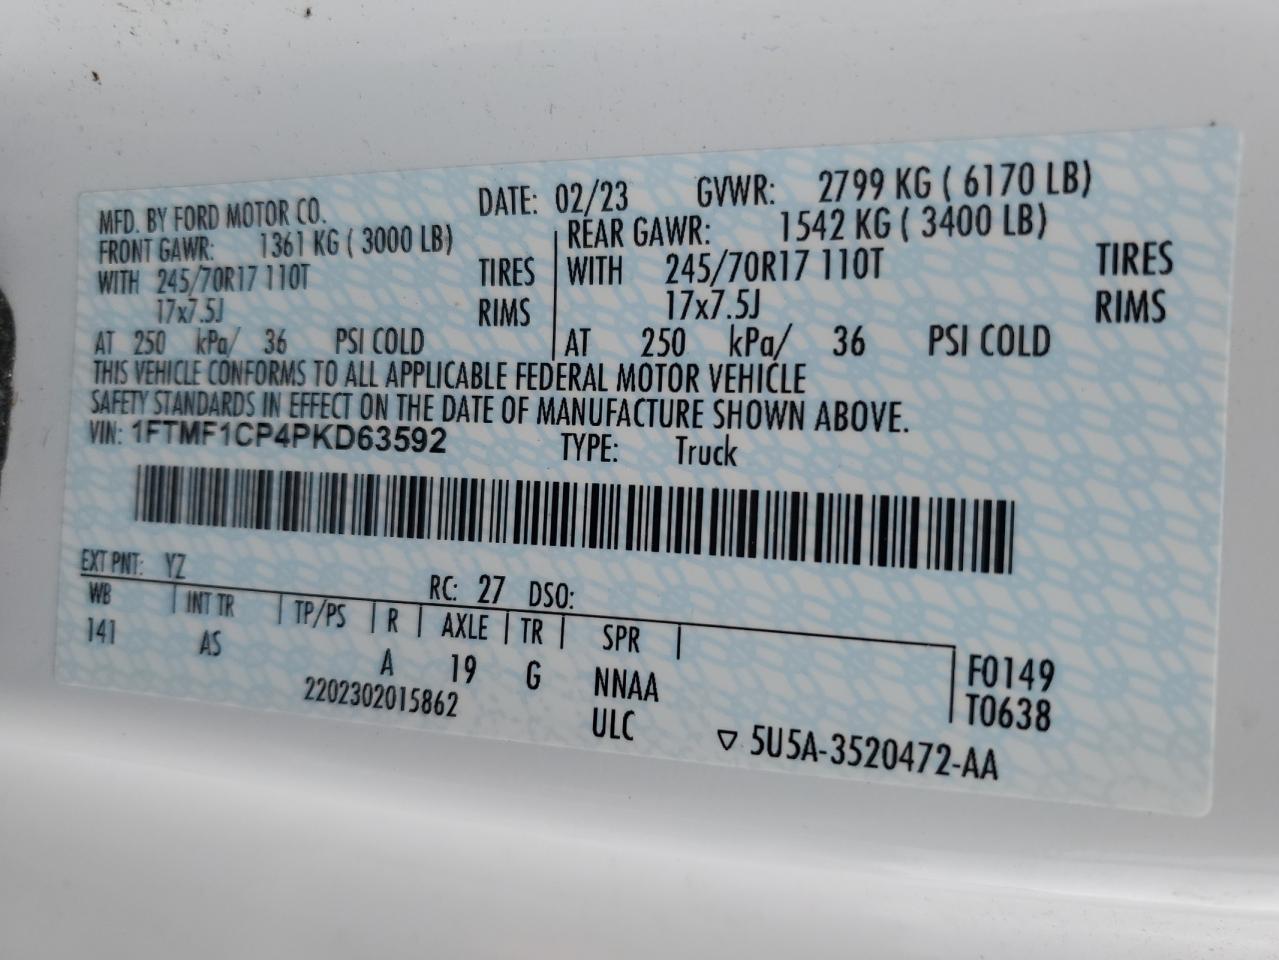 MFD. BY FORD MOTOR CO. DATE: 02/23 GVWR: 2799 KG ( 6170 LB)
FRONT GAWR: 1361 KG ( 3000 LB) REAR GAWR: 1542 KG ( 3400 LB)
WITH 245/70R17 110T TIRES WITH 245/70R17 110T TIRES
17x7.5J RIMS 17x7.5J RIMS
AT 250 kPa/ 36 PSI COLD AT 250 kPa/ 36 PSI COLD
THIS VEHICLE CONFORMS TO ALL APPLICABLE FEDERAL MOTOR VEHICLE
SAFETY STANDARDS IN EFFECT ON THE DATE OF MANUFACTURE SHOWN ABOVE.
VIN: 1FTMF1CP4PKD63592 TYPE: Truck
EXT PNT: YZ RC: 27 DSO:
WB INT TR TP/PS R AXLE TR SPR
141 AS A 19 G NNAA F0149
2202302015862 ULC T0638
▽ 5U5A-3520472-AA